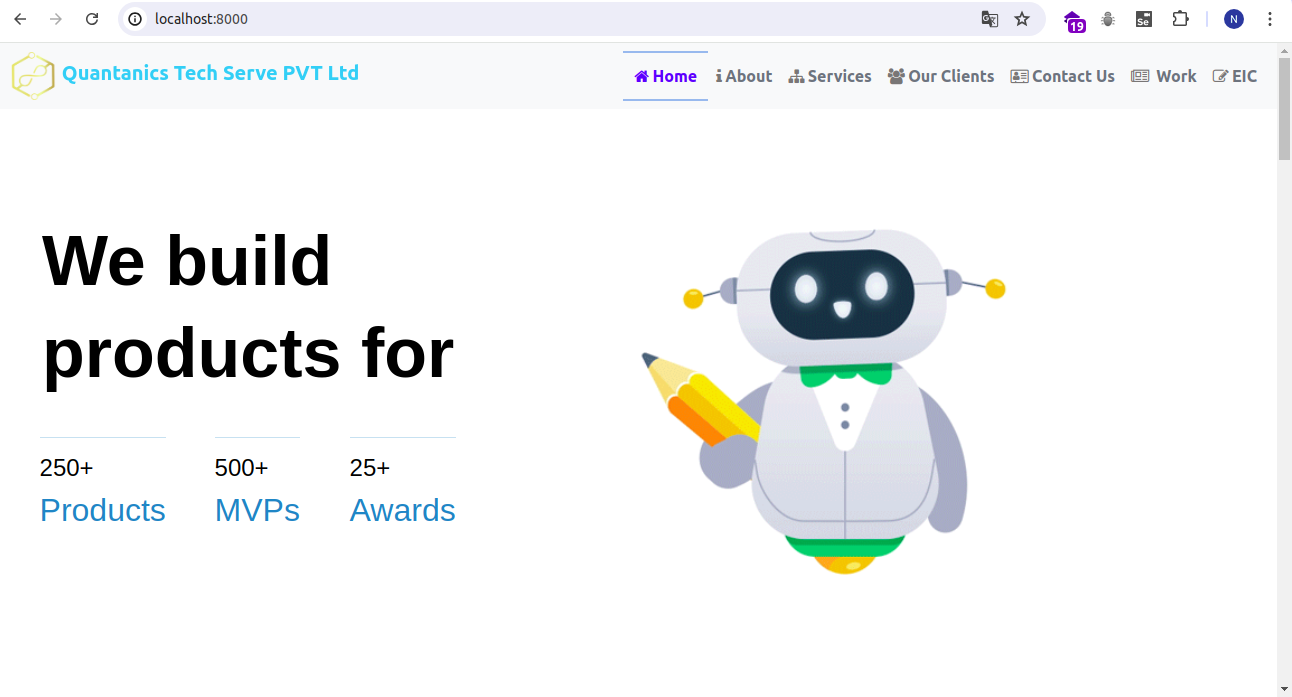 localhost:8000
19
Se
N
Quantanics Tech Serve PVT Ltd
Home About Services Our Clients Contact Us Work EIC
We build
products for
250+ 500+ 25+
Products MVPs Awards